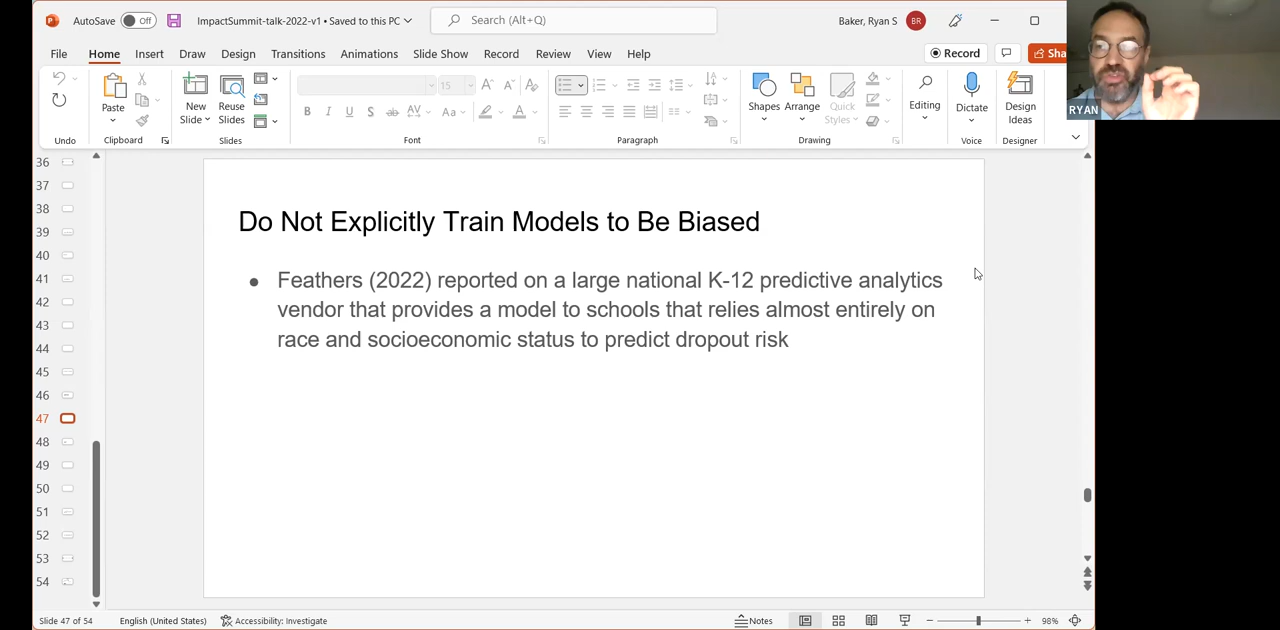 AutoSave Off ImpactSummit-talk-2022-v1 • Saved to this PC Search (Alt+Q) Baker, Ryan S BR
File Home Insert Draw Design Transitions Animations Slide Show Record Review View Help Record Sha
RYAN
Paste New Slide Reuse Slides 15 Aa Shapes Arrange Quick Styles Editing Dictate Design Ideas
Undo Clipboard Slides Font Paragraph Drawing Voice Designer
36
37
38
39
40
41
42
43
44
45
46
47
48
49
50
51
52
53
54
Do Not Explicitly Train Models to Be Biased
● Feathers (2022) reported on a large national K-12 predictive analytics
vendor that provides a model to schools that relies almost entirely on
race and socioeconomic status to predict dropout risk
Slide 47 of 54 English (United States) Accessibility: Investigate Notes 98%